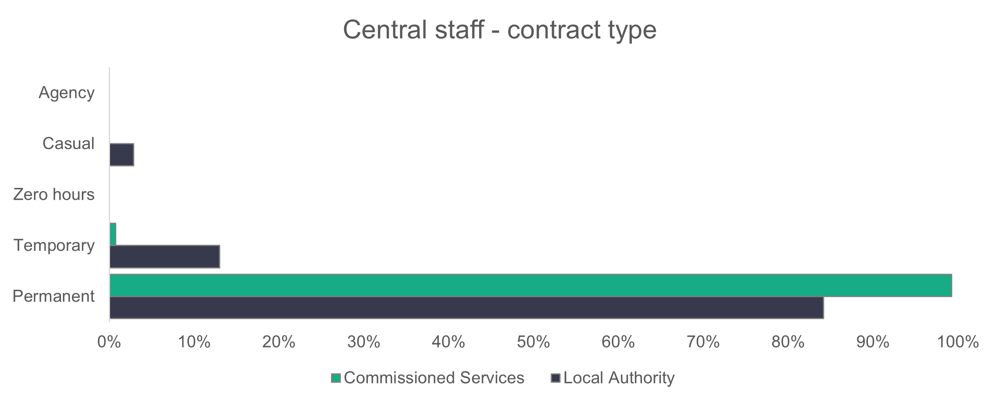 Central staff - contract type
Agency
Casual
Zero hours
Temporary
Permanent
0% 10% 20% 30% 40% 50% 60% 70% 80% 90% 100%
Commissioned Services Local Authority